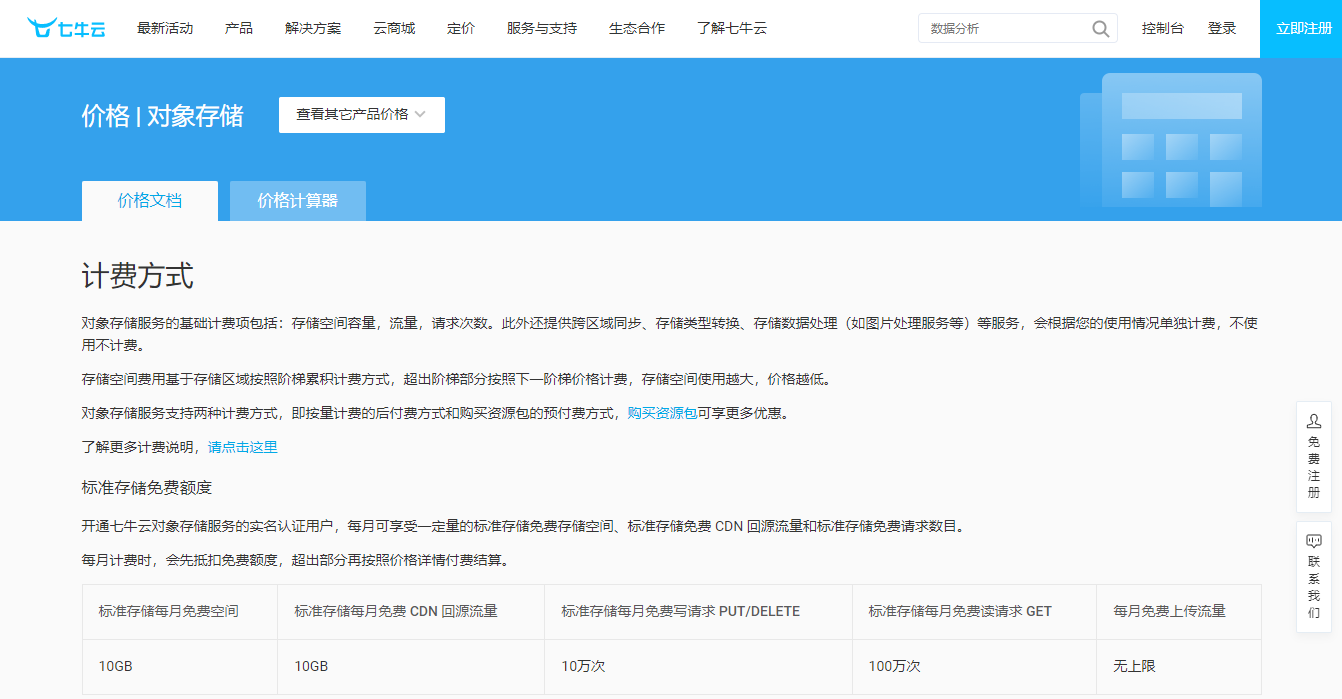 七牛云 最新活动 产品 解决方案 云商城 定价 服务与支持 生态合作 了解七牛云 数据分析 控制台 登录 立即注册
价格 | 对象存储 查看其它产品价格
价格文档 价格计算器
计费方式
对象存储服务的基础计费项包括：存储空间容量，流量，请求次数。此外还提供跨区域同步、存储类型转换、存储数据处理（如图片处理服务等）等服务，会根据您的使用情况单独计费，不使
用不计费。
存储空间费用基于存储区域按照阶梯累积计费方式，超出阶梯部分按照下一阶梯价格计费，存储空间使用越大，价格越低。
对象存储服务支持两种计费方式，即按量计费的后付费方式和购买资源包的预付费方式，购买资源包可享更多优惠。
了解更多计费说明，请点击这里
标准存储免费额度
开通七牛云对象存储服务的实名认证用户，每月可享受一定量的标准存储免费存储空间、标准存储免费 CDN 回源流量和标准存储免费请求数目。
每月计费时，会先抵扣免费额度，超出部分再按照价格详情付费结算。
标准存储每月免费空间 标准存储每月免费 CDN 回源流量 标准存储每月免费写请求 PUT/DELETE 标准存储每月免费读请求 GET 每月免费上传流量
10GB 10GB 10万次 100万次 无上限
免费注册
联系我们